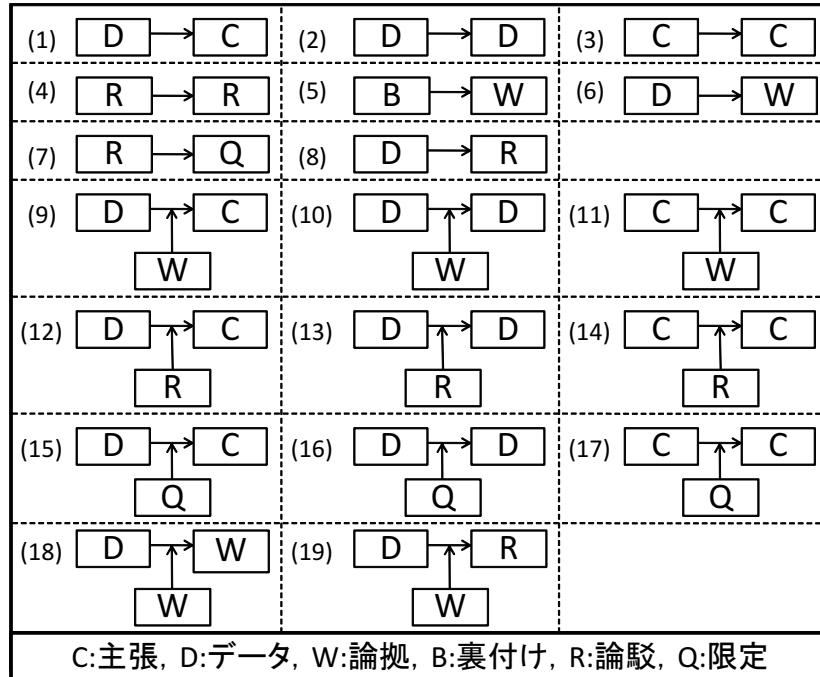 (1) D C (2) D D (3) C C
(4) R R (5) B W (6) D W
(7) R Q (8) D R
(9) D C (10) D D (11) C C
W W W
(12) D C (13) D D (14) C C
R R R
(15) D C (16) D D (17) C C
Q Q Q
(18) D W (19) D R
W W
C:主張, D:データ, W:論拠, B:裏付け, R:論駁, Q:限定